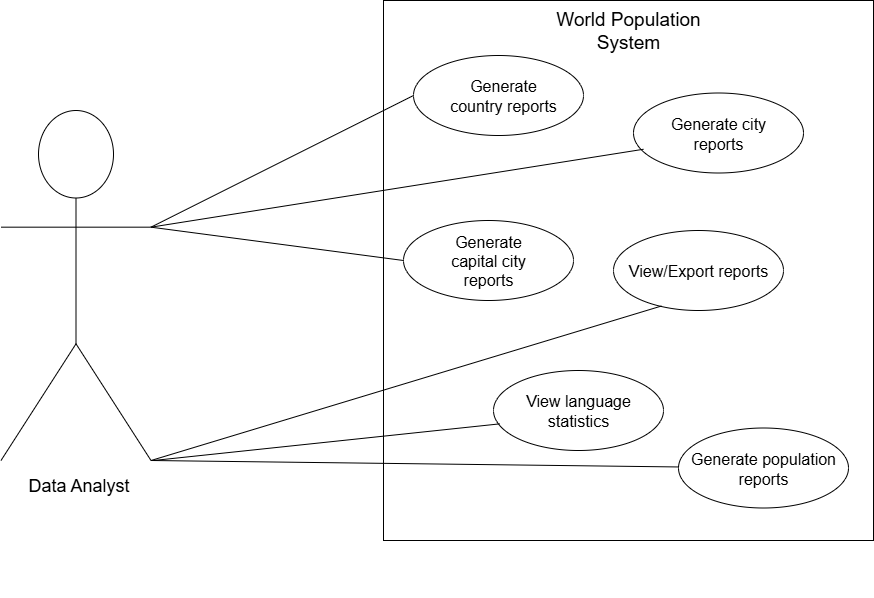 World Population
System
Generate
country reports
Generate city
reports
Generate
capital city
reports
View/Export reports
View language
statistics
Generate population
reports
Data Analyst